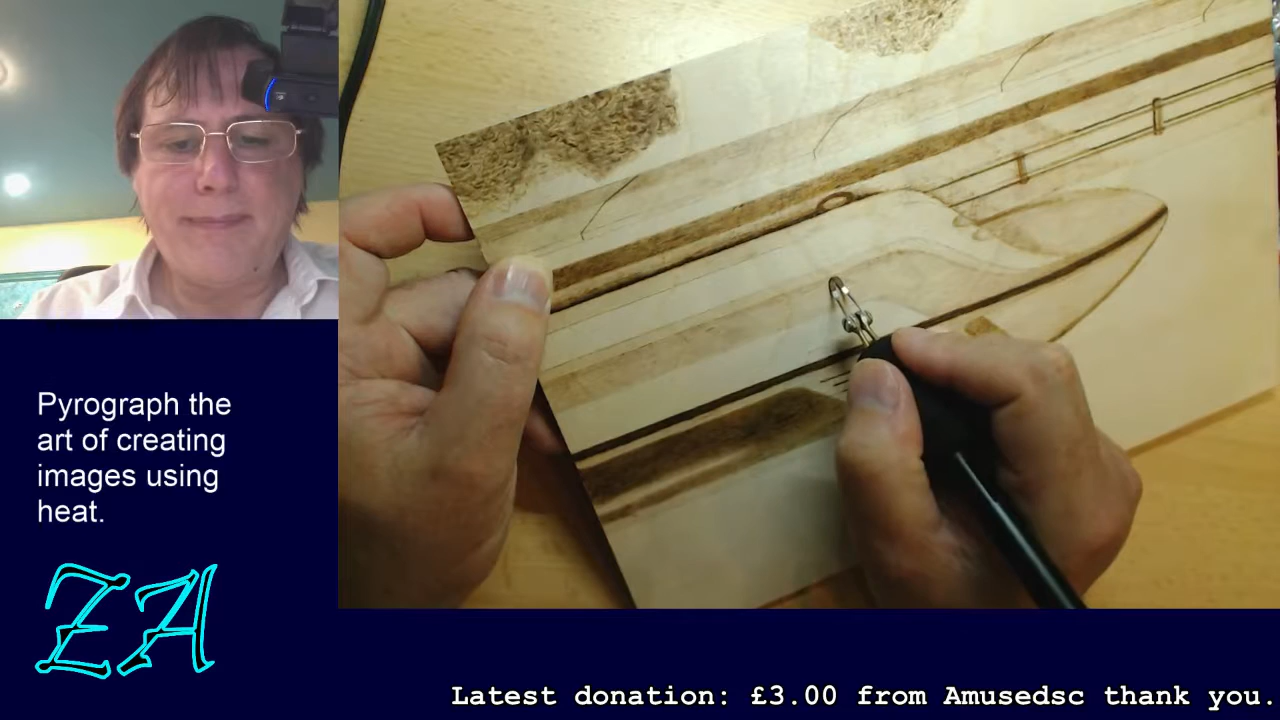 Pyrograph the
art of creating
images using
heat.
ZA
Latest donation: £3.00 from Amusedsc thank you.